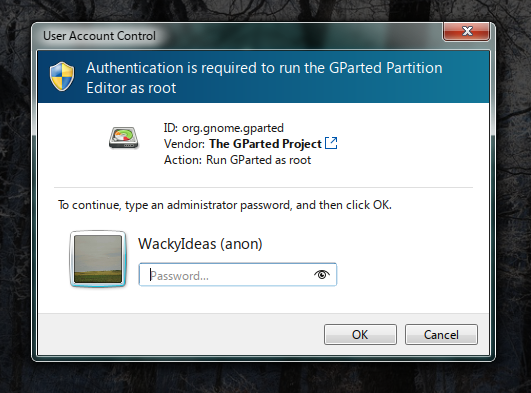 User Account Control
Authentication is required to run the GParted Partition
Editor as root
ID: org.gnome.gparted
Vendor: The GParted Project
Action: Run GParted as root
To continue, type an administrator password, and then click OK.
WackyIdeas (anon)
Password...
OK
Cancel